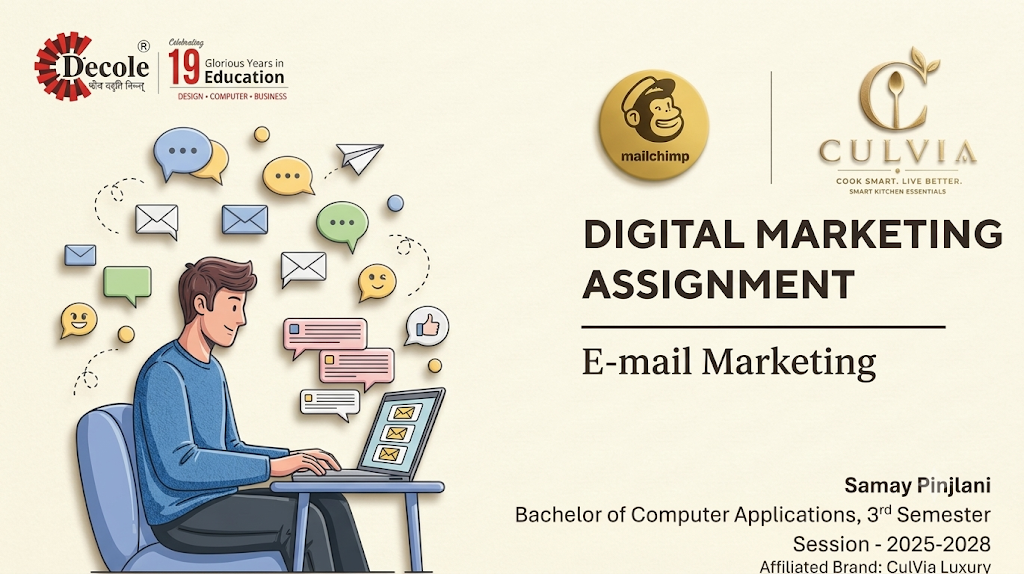 Decole ®
Celebrating
19 Glorious Years in
Education
DESIGN • COMPUTER • BUSINESS
mailchimp
CULVIA
COOK SMART. LIVE BETTER.
SMART KITCHEN ESSENTIALS
DIGITAL MARKETING
ASSIGNMENT
E-mail Marketing
Samay Pinjlani
Bachelor of Computer Applications, 3rd Semester
Session - 2025-2028
Affiliated Brand: CulVia Luxury